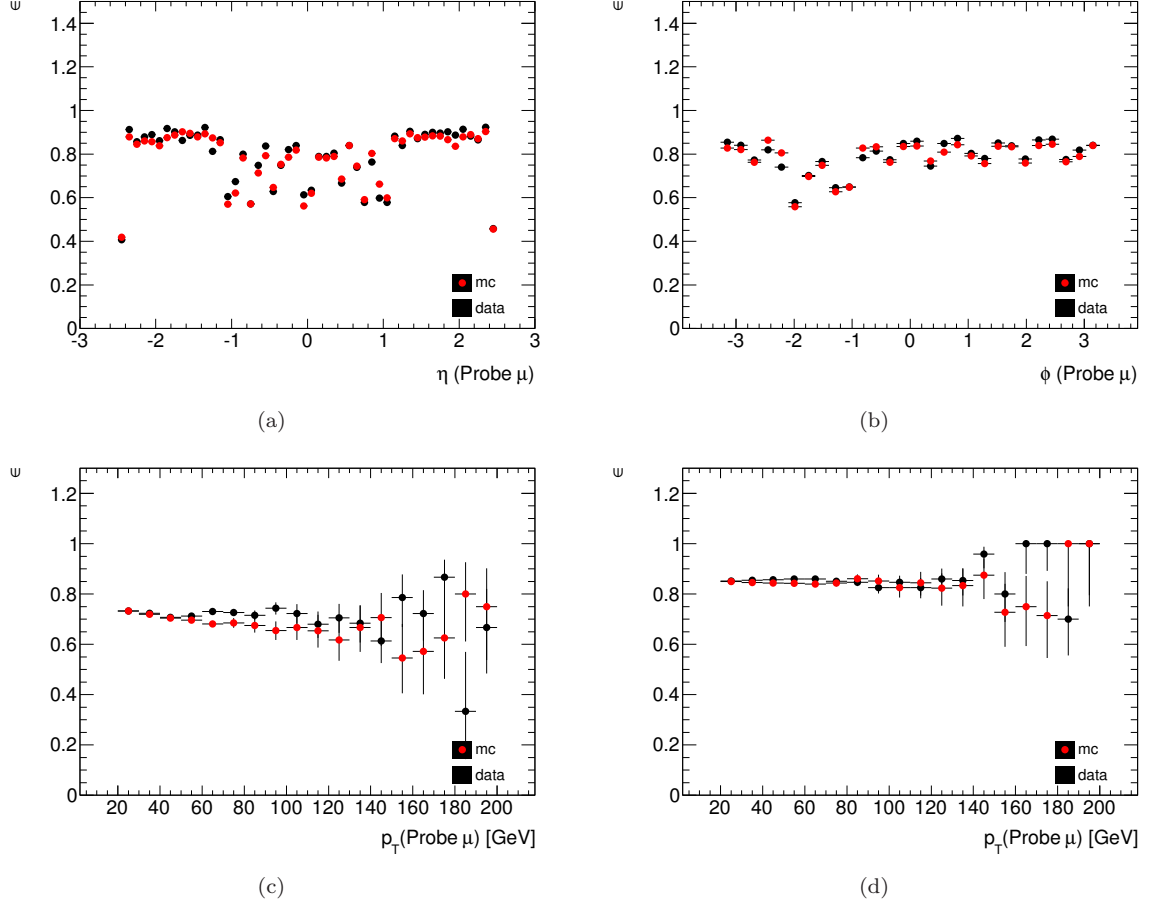 ∈
1.4
1.2
1
0.8
0.6
0.4
0.2
0
mc
data
-3 -2 -1 0 1 2 3
η (Probe μ)
(a)
∈
1.4
1.2
1
0.8
0.6
0.4
0.2
0
mc
data
-3 -2 -1 0 1 2 3
ϕ (Probe μ)
(b)
∈
1.2
1
0.8
0.6
0.4
0.2
0
mc
data
20 40 60 80 100 120 140 160 180 200
p_T(Probe μ) [GeV]
(c)
∈
1.2
1
0.8
0.6
0.4
0.2
0
mc
data
20 40 60 80 100 120 140 160 180 200
p_T(Probe μ) [GeV]
(d)